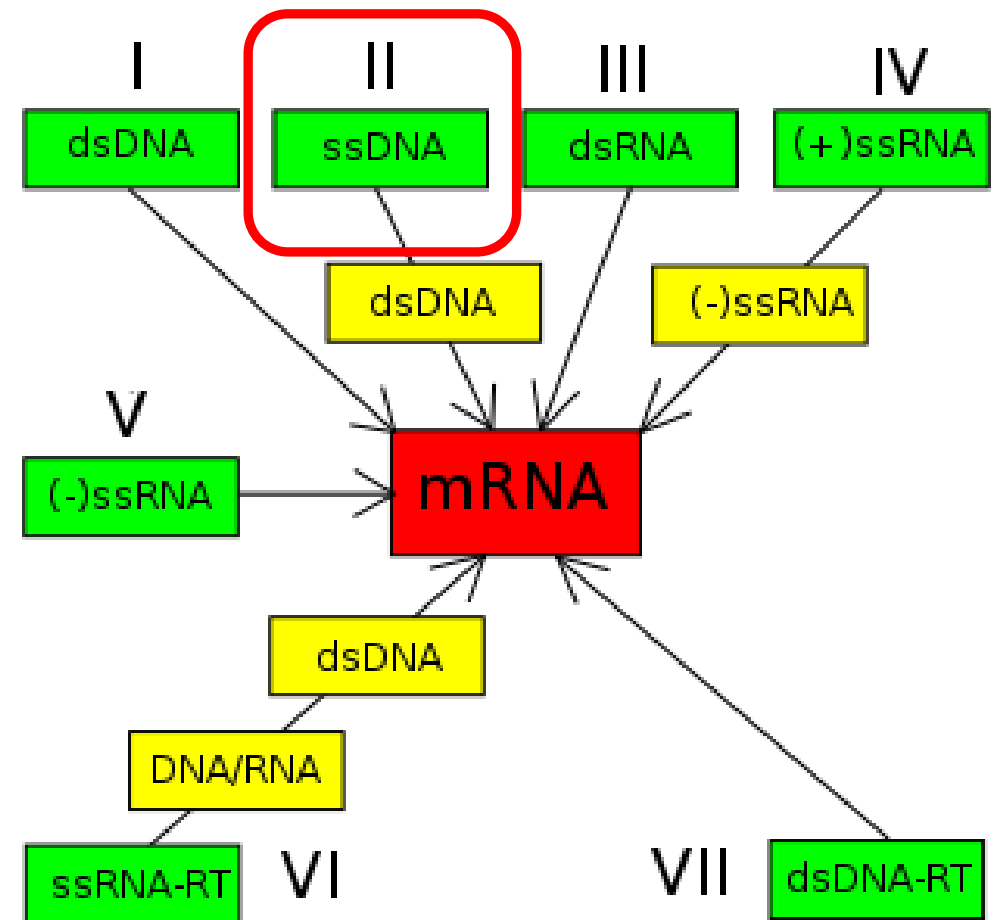 I
II
III
IV
dsDNA
ssDNA
dsRNA
(+)ssRNA
dsDNA
(-)ssRNA
V
(-)ssRNA
mRNA
dsDNA
DNA/RNA
ssRNA-RT
VI
VII
dsDNA-RT